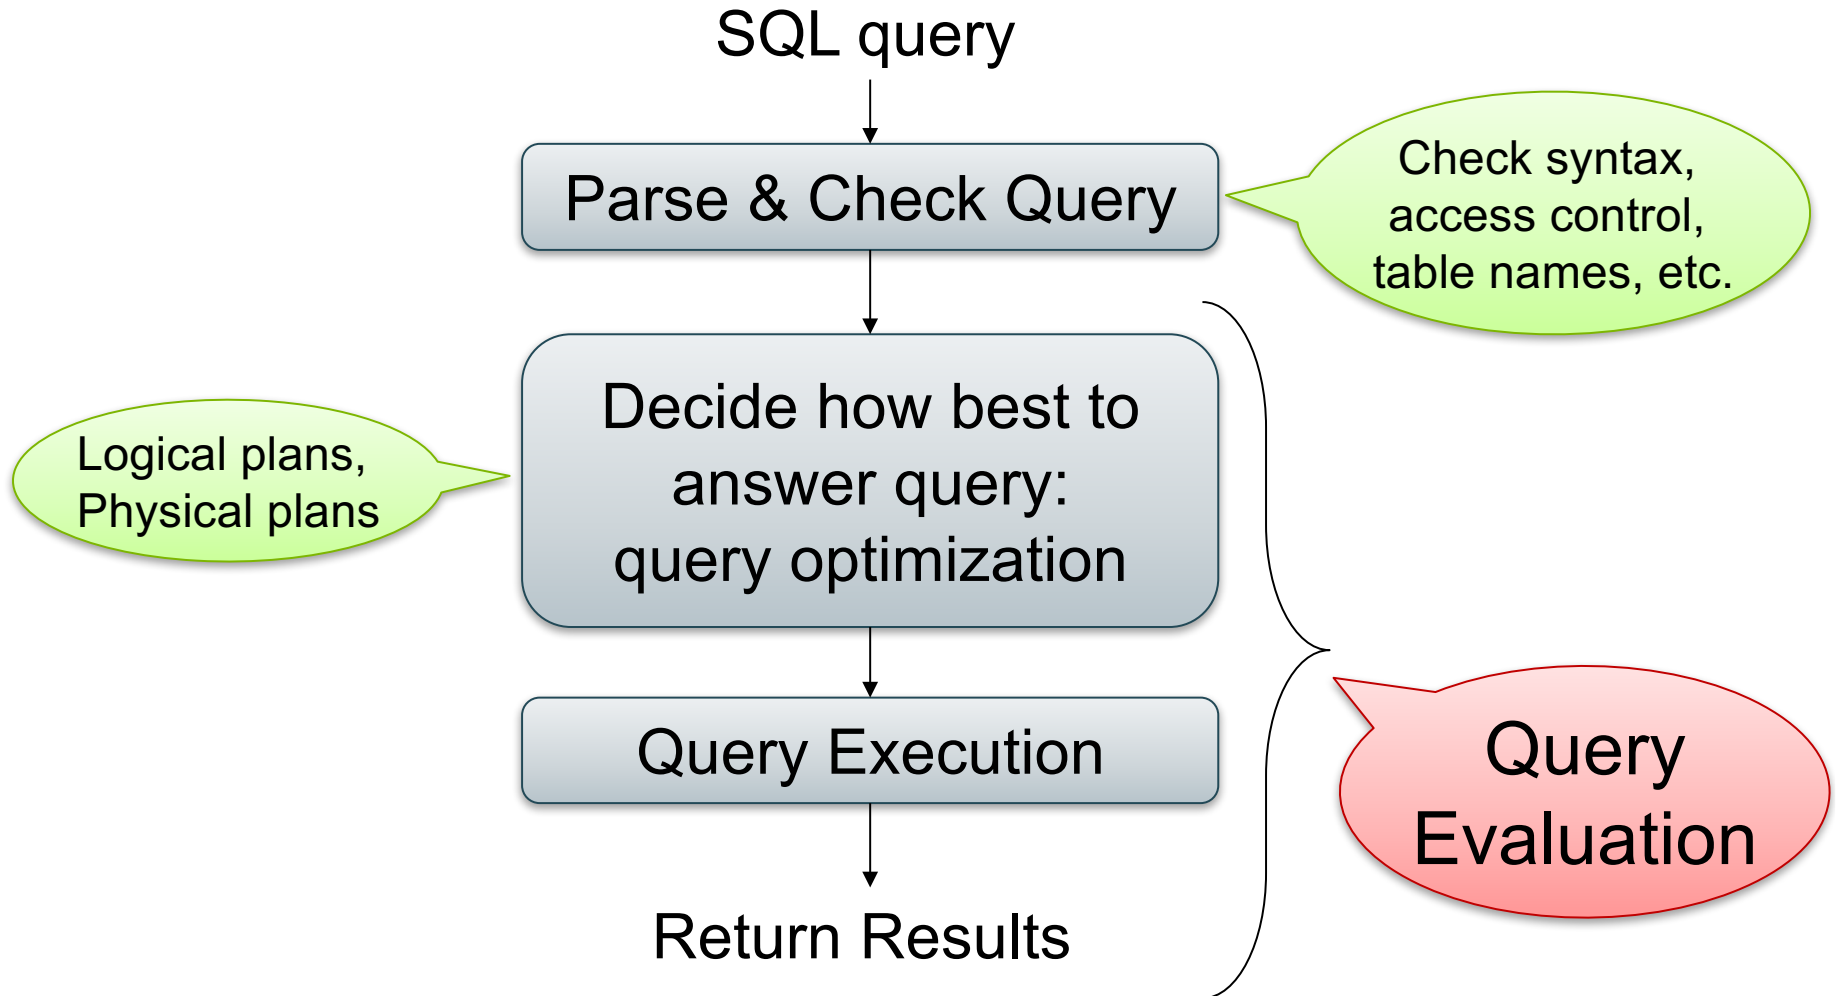 SQL query
Parse & Check Query
Check syntax,
access control,
table names, etc.
Decide how best to
answer query:
query optimization
Logical plans,
Physical plans
Query Execution
Query
Evaluation
Return Results